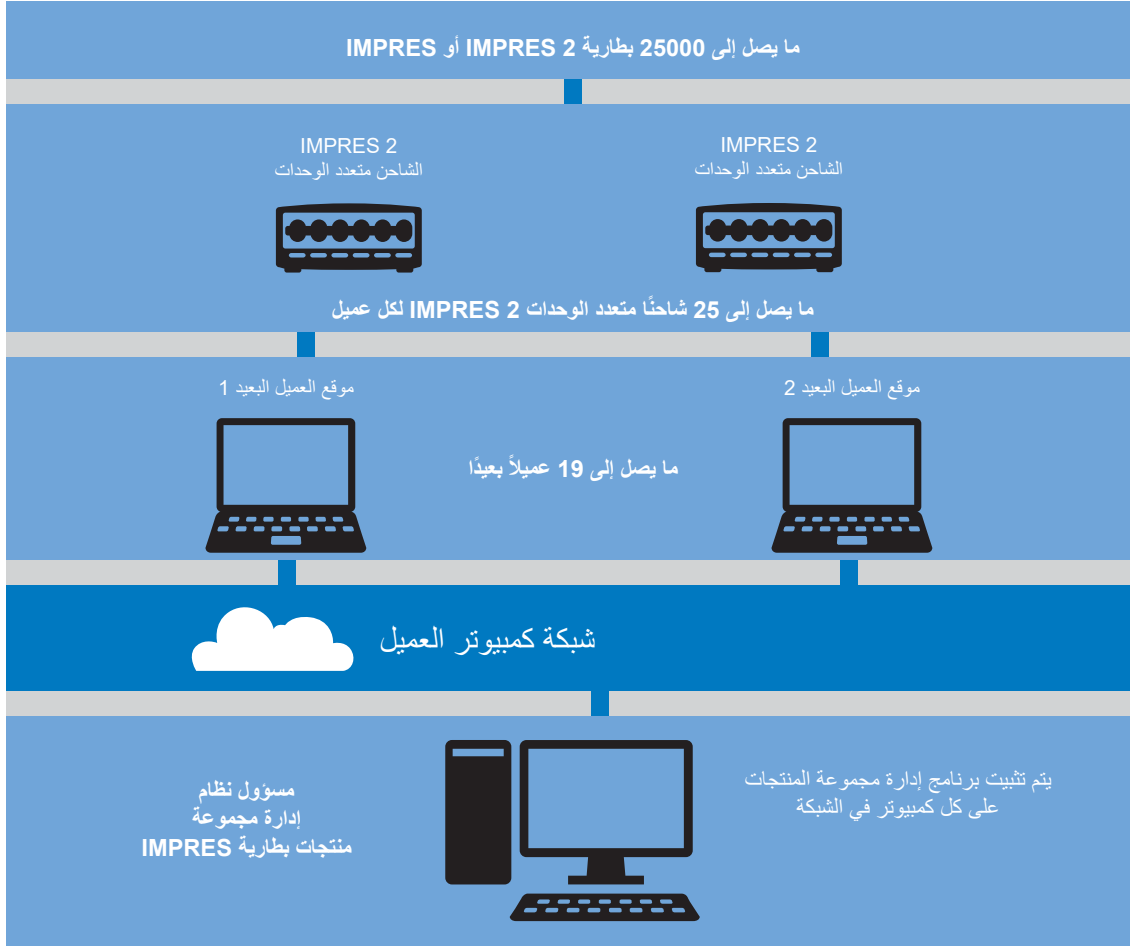 ما يصل إلى 25000 بطارية IMPRES 2 أو IMPRES
IMPRES 2
الشاحن متعدد الوحدات
IMPRES 2
الشاحن متعدد الوحدات
ما يصل إلى 25 شاحنًا متعدد الوحدات IMPRES 2 لكل عميل
موقع العميل البعيد 2
موقع العميل البعيد 1
ما يصل إلى 19 عميلاً بعيدًا
شبكة كمبيوتر العميل
يتم تثبيت برنامج إدارة مجموعة المنتجات
على كل كمبيوتر في الشبكة
مسؤول نظام
إدارة مجموعة
منتجات بطارية IMPRES